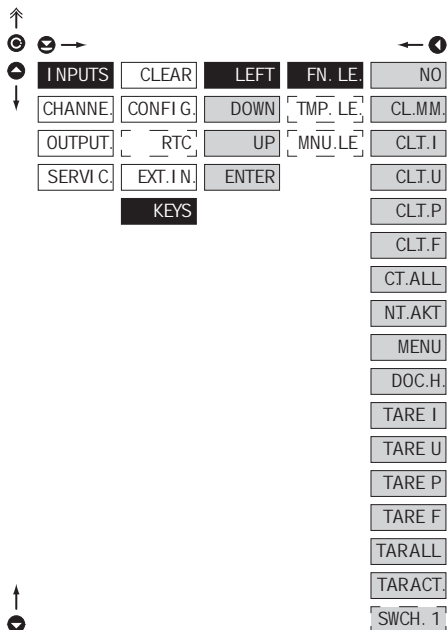 INPUTS CLEAR LEFT FN. LE. NO
CHANNE. CONFIG. DOWN TMP. LE. CL.MM.
OUTPUT. RTC UP MNU.LE CLT.I
SERVIC. EXT.IN. ENTER CLT.U
KEYS CLT.P
CLT.F
CT.ALL
NT.AKT
MENU
DOC.H.
TARE I
TARE U
TARE P
TARE F
TARALL
TARACT.
SWCH. 1